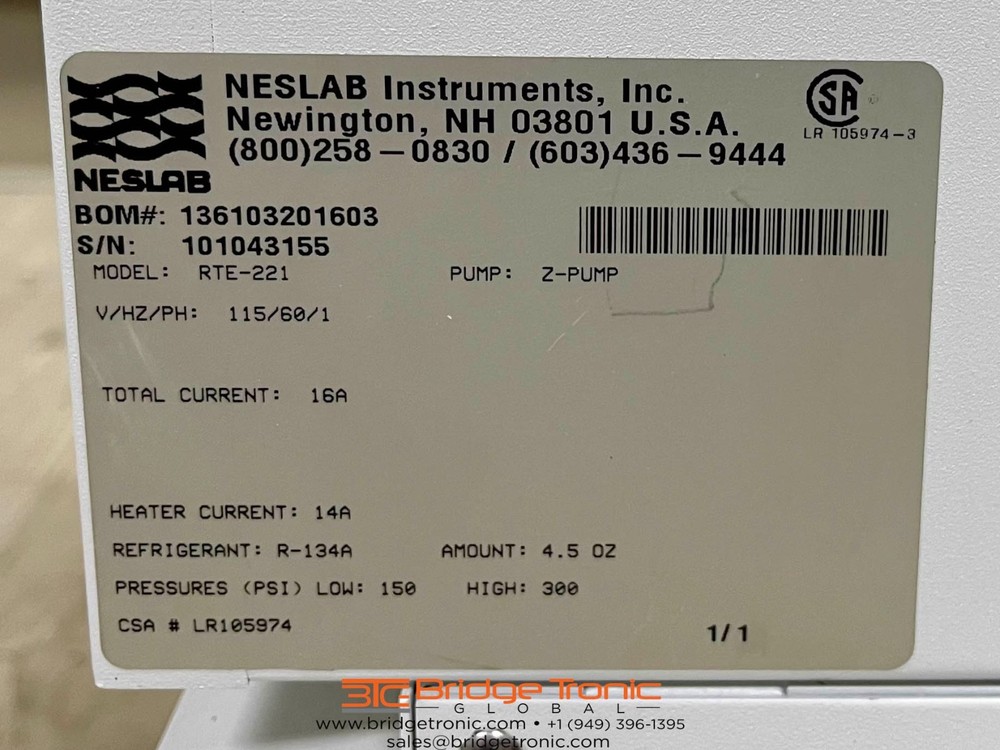 NESLAB Instruments, Inc.
Newington, NH 03801 U.S.A.
(800)258-0830 / (603)436-9444
SA
LR 105974-3
NESLAB
BOM#: 136103201603
S/N: 101043155
MODEL: RTE-221 PUMP: Z-PUMP
V/HZ/PH: 115/60/1
TOTAL CURRENT: 16A
HEATER CURRENT: 14A
REFRIGERANT: R-134A AMOUNT: 4.5 OZ
PRESSURES (PSI) LOW: 150 HIGH: 300
CSA # LR105974
1/1
BTG Bridge Tronic
GLOBAL
www.bridgetronic.com • +1 (949) 396-1395
sales@bridgetronic.com